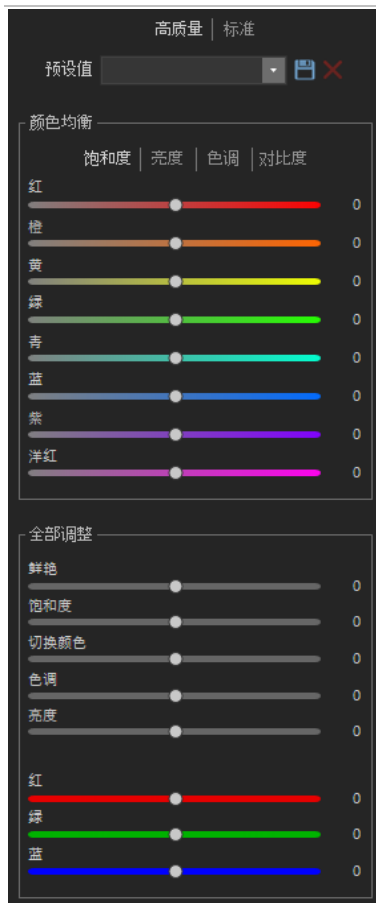 高质量 | 标准
预设值
颜色均衡
饱和度 | 亮度 | 色调 | 对比度
红
0
橙
0
黄
0
绿
0
青
0
蓝
0
紫
0
洋红
0
全部调整
鲜艳
0
饱和度
0
切换颜色
0
色调
0
亮度
0
红
0
绿
0
蓝
0